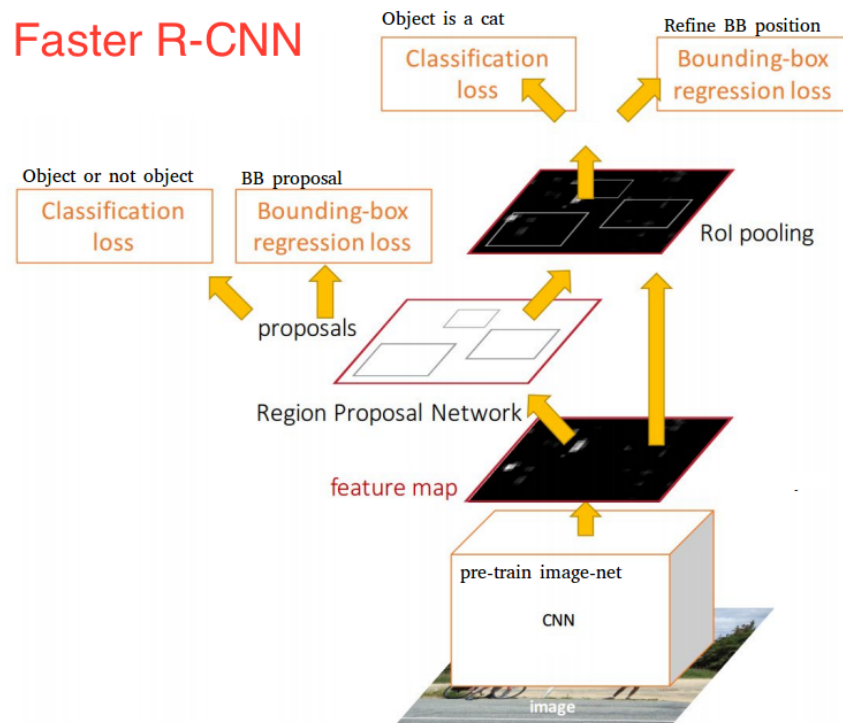 Faster R-CNN
Object is a cat
Refine BB position
Classification
loss
Bounding-box
regression loss
Object or not object
BB proposal
Classification
loss
Bounding-box
regression loss
RoI pooling
proposals
Region Proposal Network
feature map
pre-train image-net
CNN
image